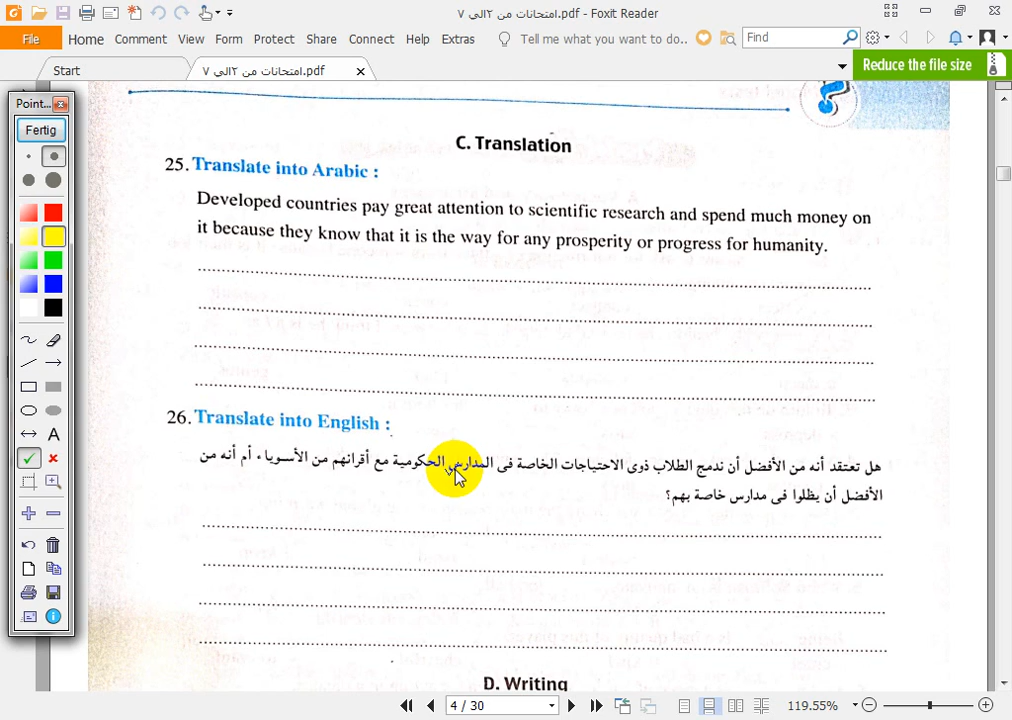 امتحانات من ٢الي ٧.pdf - Foxit Reader
File Home Comment View Form Protect Share Connect Help Extras Tell me what you want to do.. Find
Start امتحانات من ٢الي ٧.pdf Reduce the file size
Point...
Fertig
C. Translation
25. Translate into Arabic :
Developed countries pay great attention to scientific research and spend much money on
it because they know that it is the way for any prosperity or progress for humanity.
26. Translate into English :
هل تعتقد أنه من الأفضل أن ندمج الطلاب ذوى الاحتياجات الخاصة فى المدارس الحكومية مع أقرانهم من الأسوياء أم أنه من
الأفضل أن يظلوا فى مدارس خاصة بهم؟
D. Writing
4 / 30 119.55%